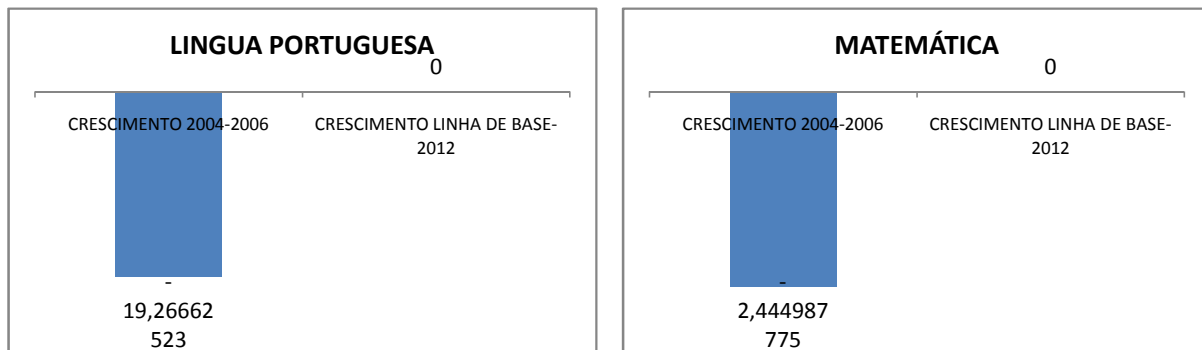 LINGUA PORTUGUESA
0
CRESCIMENTO 2004-2006
CRESCIMENTO LINHA DE BASE-
2012
-
19,26662
523
MATEMÁTICA
0
CRESCIMENTO 2004-2006
CRESCIMENTO LINHA DE BASE-
2012
-
2,444987
775